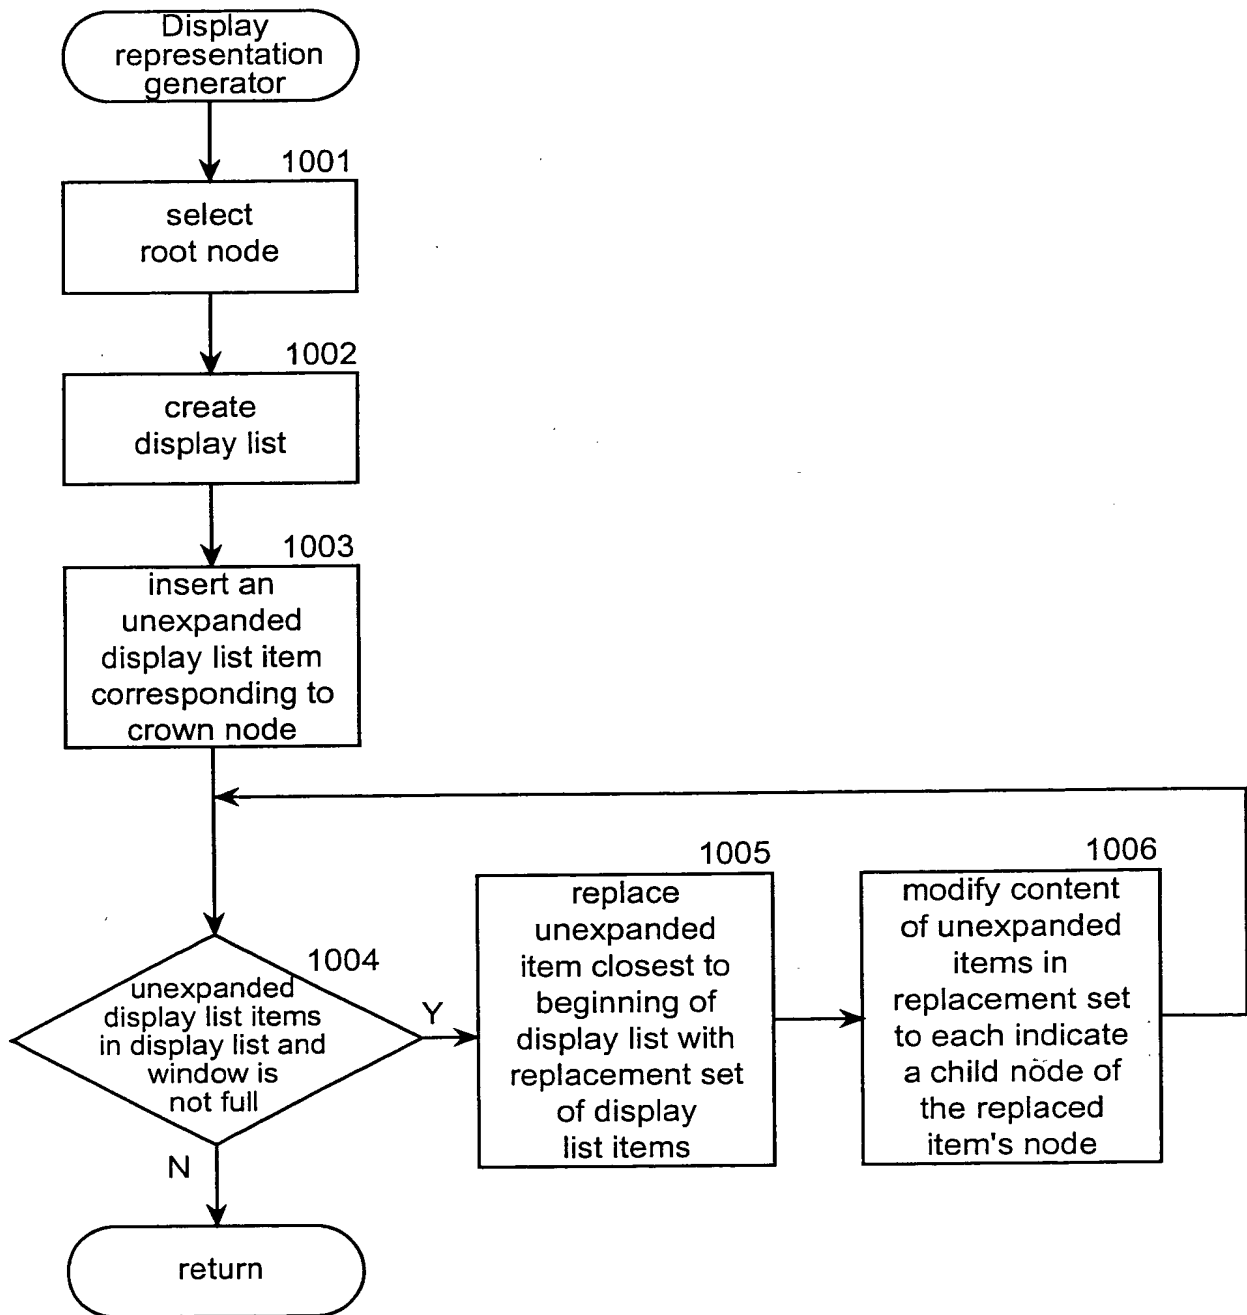 Display
representation
generator
1001
select
root node
1002
create
display list
1003
insert an
unexpanded
display list item
corresponding to
crown node
1004
unexpanded
display list items
in display list and
window is
not full
Y
N
1005
replace
unexpanded
item closest to
beginning of
display list with
replacement set
of display
list items
1006
modify content
of unexpanded
items in
replacement set
to each indicate
a child node of
the replaced
item's node
return